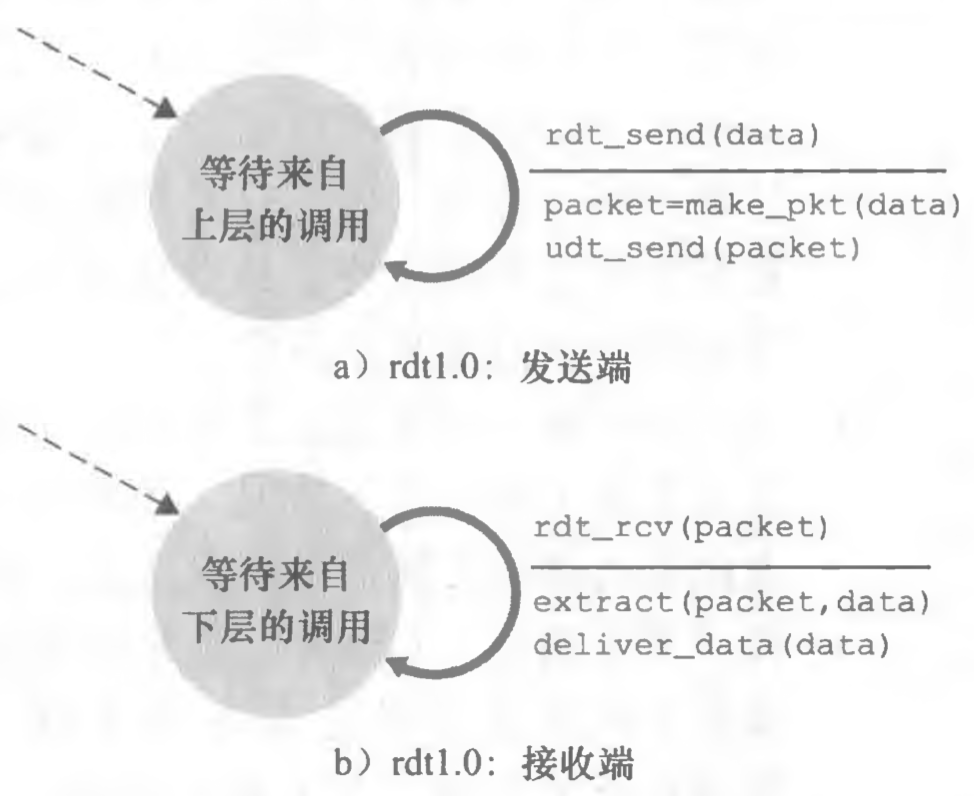 等待来自
上层的调用
rdt_send(data)
packet=make_pkt(data)
udt_send(packet)
a）rdt1.0：发送端
等待来自
下层的调用
rdt_rcv(packet)
extract(packet,data)
deliver_data(data)
b）rdt1.0：接收端